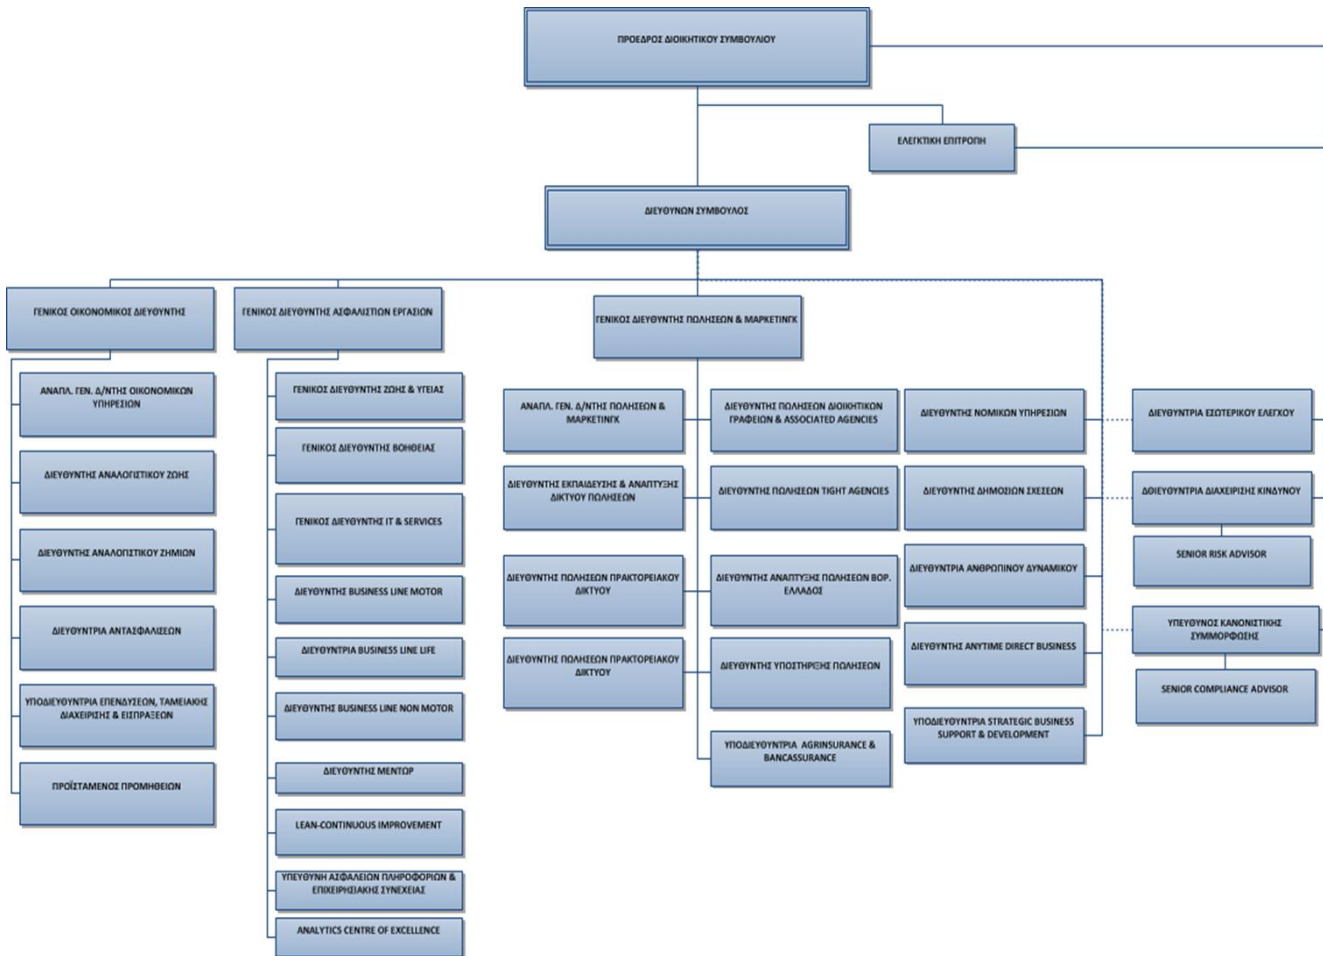 ΠΡΟΕΔΡΟΣ ΔΙΟΙΚΗΤΙΚΟΥ ΣΥΜΒΟΥΛΙΟΥ
ΕΛΕΓΚΤΙΚΗ ΕΠΙΤΡΟΠΗ
ΔΙΕΥΘΥΝΩΝ ΣΥΜΒΟΥΛΟΣ
ΓΕΝΙΚΟΣ ΟΙΚΟΝΟΜΙΚΟΣ ΔΙΕΥΘΥΝΤΗΣ
ΑΝΑΠΛ. ΓΕΝ. Δ/ΝΤΗΣ ΟΙΚΟΝΟΜΙΚΩΝ
ΥΠΗΡΕΣΙΩΝ
ΔΙΕΥΘΥΝΤΗΣ ΑΝΑΛΟΓΙΣΤΙΚΟΥ ΖΩΗΣ
ΔΙΕΥΘΥΝΤΗΣ ΑΝΑΛΟΓΙΣΤΙΚΟΥ ΖΗΜΙΩΝ
ΔΙΕΥΘΥΝΤΡΙΑ ΑΝΤΑΣΦΑΛΙΣΕΩΝ
ΥΠΟΔΙΕΥΘΥΝΤΡΙΑ ΕΠΕΝΔΥΣΕΩΝ, ΤΑΜΕΙΑΚΗΣ
ΔΙΑΧΕΙΡΙΣΗΣ & ΕΙΣΠΡΑΞΕΩΝ
ΠΡΟΪΣΤΑΜΕΝΟΣ ΠΡΟΜΗΘΕΙΩΝ
ΓΕΝΙΚΟΣ ΔΙΕΥΘΥΝΤΗΣ ΑΣΦΑΛΙΣΤΙΩΝ ΕΡΓΑΣΙΩΝ
ΓΕΝΙΚΟΣ ΔΙΕΥΘΥΝΤΗΣ ΖΩΗΣ & ΥΓΕΙΑΣ
ΓΕΝΙΚΟΣ ΔΙΕΥΘΥΝΤΗΣ ΒΟΗΘΕΙΑΣ
ΓΕΝΙΚΟΣ ΔΙΕΥΘΥΝΤΗΣ IT & SERVICES
ΔΙΕΥΘΥΝΤΗΣ BUSINESS LINE MOTOR
ΔΙΕΥΘΥΝΤΡΙΑ BUSINESS LINE LIFE
ΔΙΕΥΘΥΝΤΗΣ BUSINESS LINE NON MOTOR
ΔΙΕΥΘΥΝΤΗΣ ΜΕΝΤΩΡ
LEAN-CONTINUOUS IMPROVEMENT
ΥΠΕΥΘΥΝΗ ΑΣΦΑΛΕΙΩΝ ΠΛΗΡΟΦΟΡΙΩΝ &
ΕΠΙΧΕΙΡΗΣΙΑΚΗΣ ΣΥΝΕΧΕΙΑΣ
ANALYTICS CENTRE OF EXCELLENCE
ΓΕΝΙΚΟΣ ΔΙΕΥΘΥΝΤΗΣ ΠΩΛΗΣΕΩΝ & ΜΑΡΚΕΤΙΝΓΚ
ΑΝΑΠΛ. ΓΕΝ. Δ/ΝΤΗΣ ΠΩΛΗΣΕΩΝ &
ΜΑΡΚΕΤΙΝΓΚ
ΔΙΕΥΘΥΝΤΗΣ ΕΚΠΑΙΔΕΥΣΗΣ & ΑΝΑΠΤΥΞΗΣ
ΔΙΚΤΥΟΥ ΠΩΛΗΣΕΩΝ
ΔΙΕΥΘΥΝΤΗΣ ΠΩΛΗΣΕΩΝ ΠΡΑΚΤΟΡΕΙΑΚΟΥ
ΔΙΚΤΥΟΥ
ΔΙΕΥΘΥΝΤΗΣ ΠΩΛΗΣΕΩΝ ΠΡΑΚΤΟΡΕΙΑΚΟΥ
ΔΙΚΤΥΟΥ
ΔΙΕΥΘΥΝΤΗΣ ΠΩΛΗΣΕΩΝ ΔΙΟΙΚΗΤΙΚΩΝ
ΓΡΑΦΕΙΩΝ & ASSOCIATED AGENCIES
ΔΙΕΥΘΥΝΤΗΣ ΠΩΛΗΣΕΩΝ TIGHT AGENCIES
ΔΙΕΥΘΥΝΤΗΣ ΑΝΑΠΤΥΞΗΣ ΠΩΛΗΣΕΩΝ ΒΟΡ.
ΕΛΛΑΔΟΣ
ΔΙΕΥΘΥΝΤΗΣ ΥΠΟΣΤΗΡΙΞΗΣ ΠΩΛΗΣΕΩΝ
ΥΠΟΔΙΕΥΘΥΝΤΡΙΑ AGRINSURANCE &
BANCASSURANCE
ΔΙΕΥΘΥΝΤΗΣ ΝΟΜΙΚΩΝ ΥΠΗΡΕΣΙΩΝ
ΔΙΕΥΘΥΝΤΗΣ ΔΗΜΟΣΙΩΝ ΣΧΕΣΕΩΝ
ΔΙΕΥΘΥΝΤΡΙΑ ΑΝΘΡΩΠΙΝΟΥ ΔΥΝΑΜΙΚΟΥ
ΔΙΕΥΘΥΝΤΗΣ ANYTIME DIRECT BUSINESS
ΥΠΟΔΙΕΥΘΥΝΤΡΙΑ STRATEGIC BUSINESS
SUPPORT & DEVELOPMENT
ΔΙΕΥΘΥΝΤΡΙΑ ΕΣΩΤΕΡΙΚΟΥ ΕΛΕΓΧΟΥ
ΔΘΙΕΥΘΥΝΤΡΙΑ ΔΙΑΧΕΙΡΙΣΗΣ ΚΙΝΔΥΝΟΥ
SENIOR RISK ADVISOR
ΥΠΕΥΘΥΝΟΣ ΚΑΝΟΝΙΣΤΙΚΗΣ
ΣΥΜΜΟΡΦΩΣΗΣ
SENIOR COMPLIANCE ADVISOR